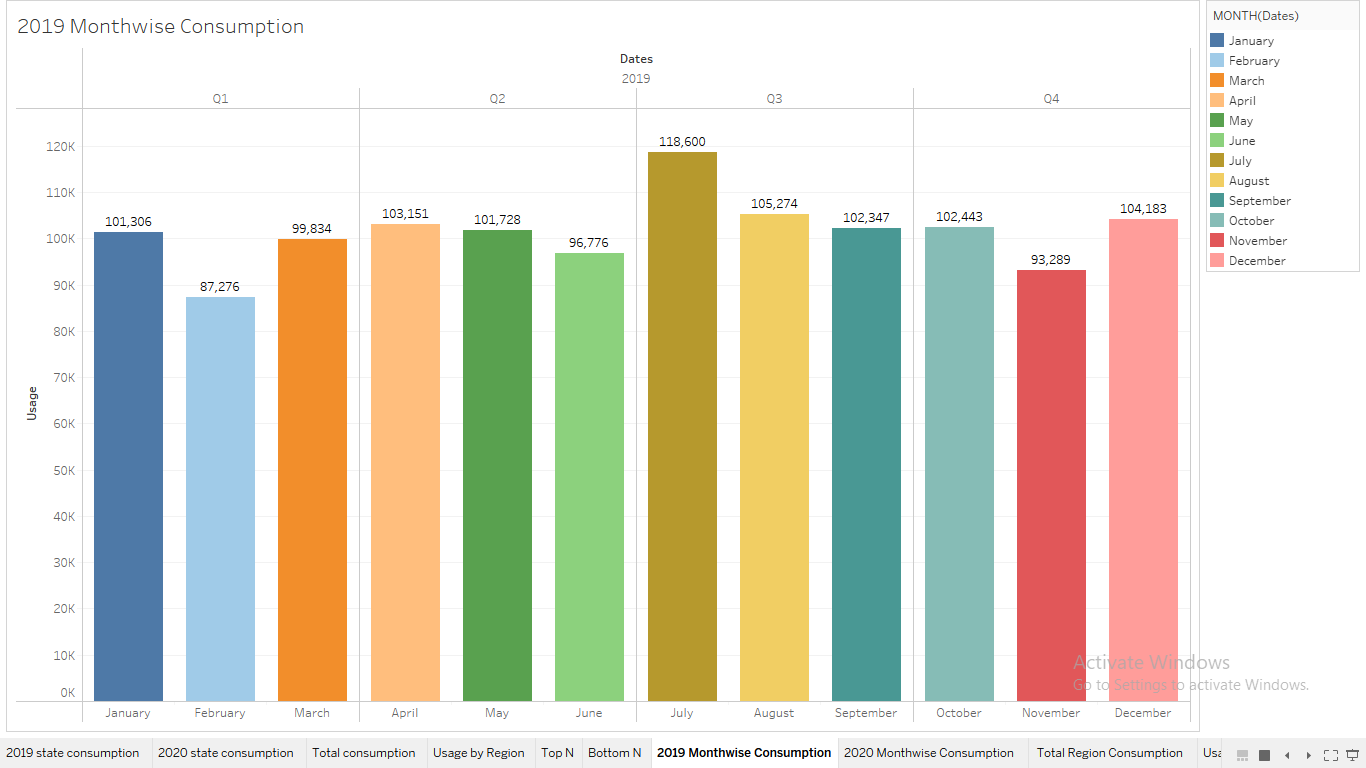 2019 Monthwise Consumption
Dates
2019
Q1 Q2 Q3 Q4
Usage
120K
110K
100K
90K
80K
70K
60K
50K
40K
30K
20K
10K
0K
101,306
87,276
99,834
103,151
101,728
96,776
118,600
105,274
102,347
102,443
93,289
104,183
January February March April May June July August September October November December
MONTH(Dates)
January
February
March
April
May
June
July
August
September
October
November
December
Activate Windows
Go to Settings to activate Windows.
2019 state consumption 2020 state consumption Total consumption Usage by Region Top N Bottom N 2019 Monthwise Consumption 2020 Monthwise Consumption Total Region Consumption